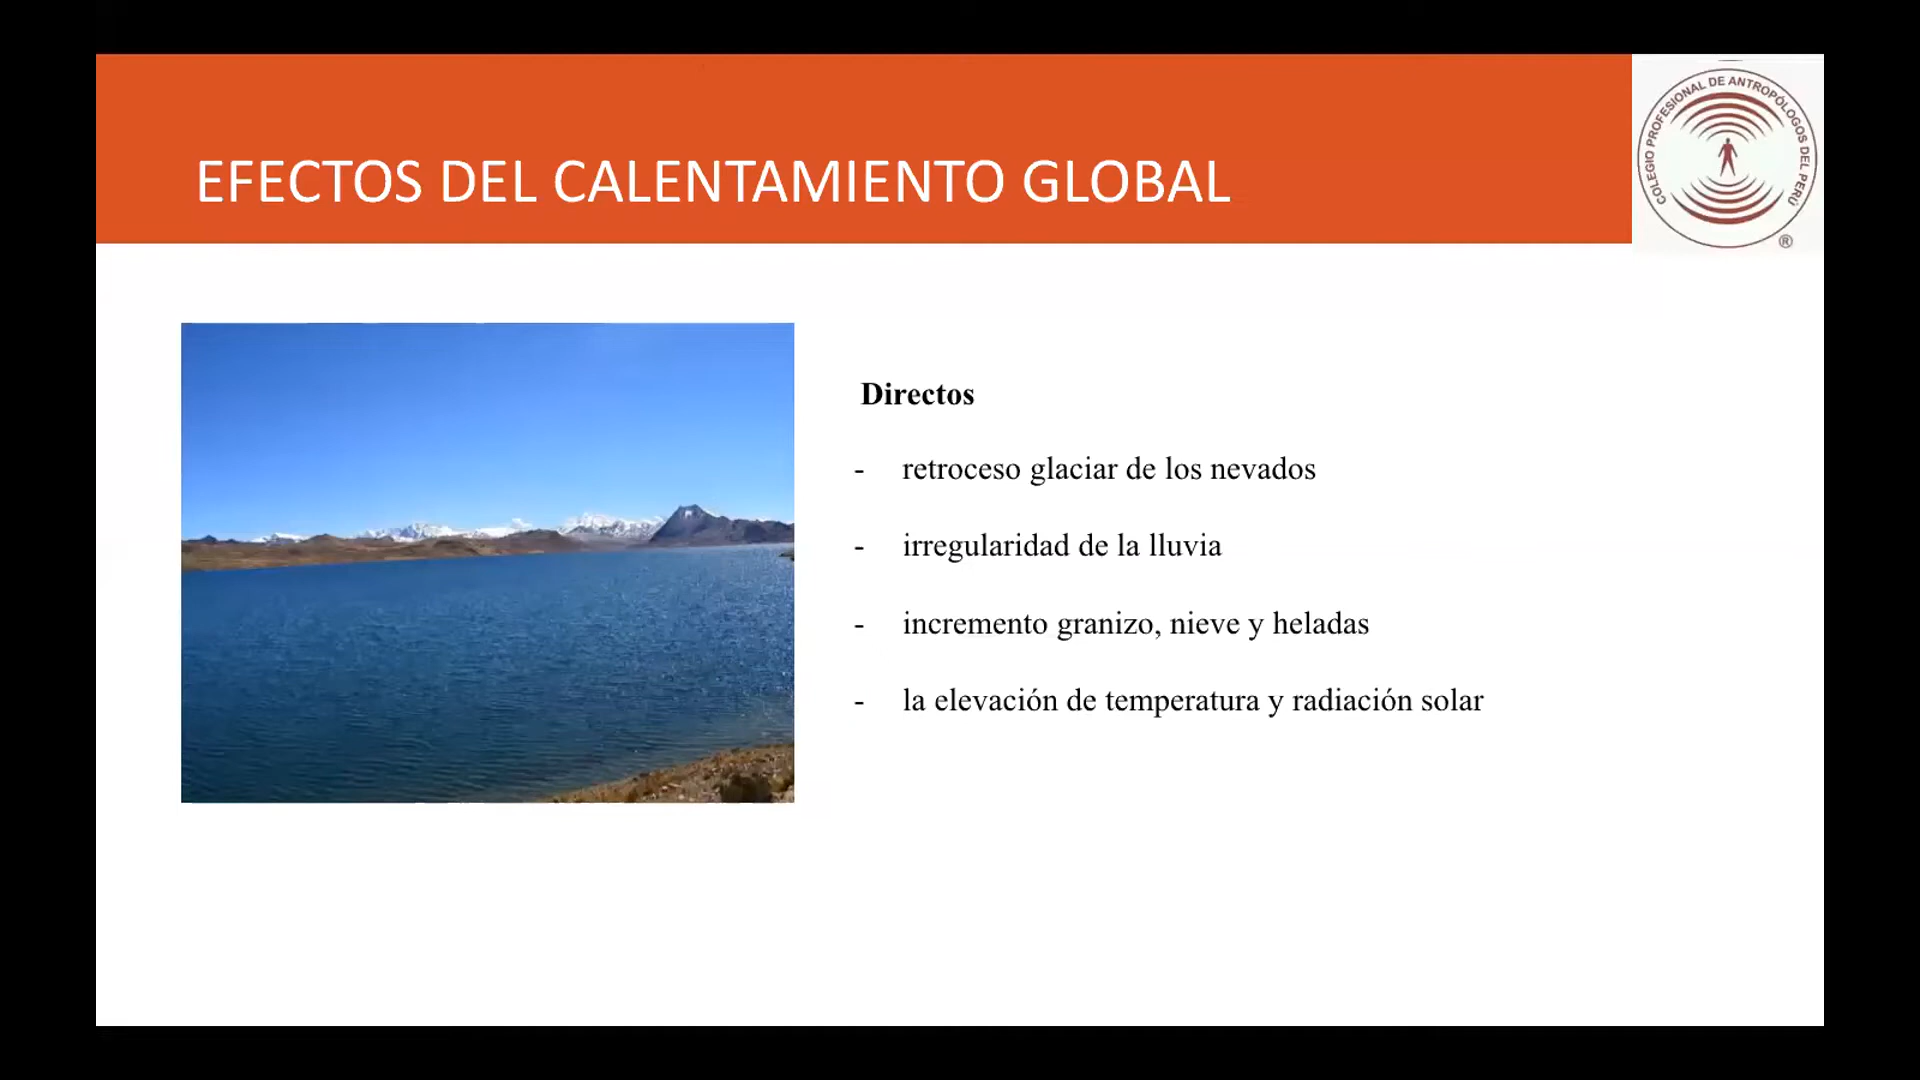 EFECTOS DEL CALENTAMIENTO GLOBAL
COLEGIO PROFESIONAL DE ANTROPÓLOGOS DEL PERÚ
®
Directos
- retroceso glaciar de los nevados
- irregularidad de la lluvia
- incremento granizo, nieve y heladas
- la elevación de temperatura y radiación solar